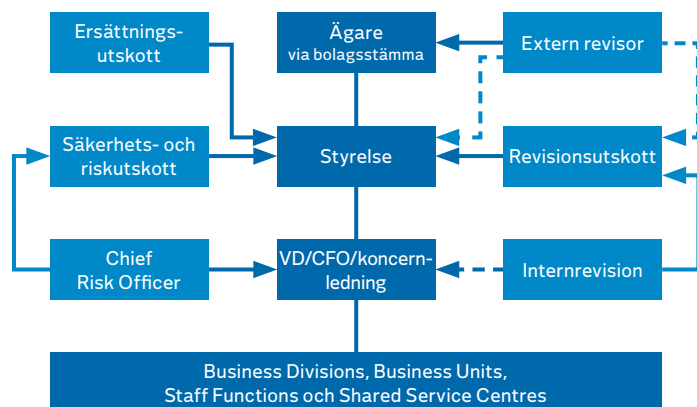 Ersättnings-
utskott
Ägare
via bolagsstämma
Extern revisor
Säkerhets- och
riskutskott
Styrelse
Revisionsutskott
Chief
Risk Officer
VD/CFO/koncern-
ledning
Internrevision
Business Divisions, Business Units,
Staff Functions och Shared Service Centres